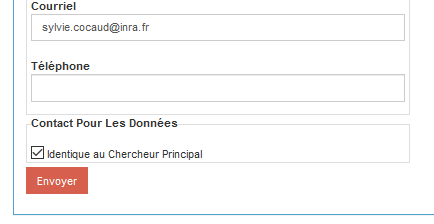 Courriel
sylvie.cocaud@inra.fr
Téléphone
Contact Pour Les Données
Identique au Chercheur Principal
Envoyer